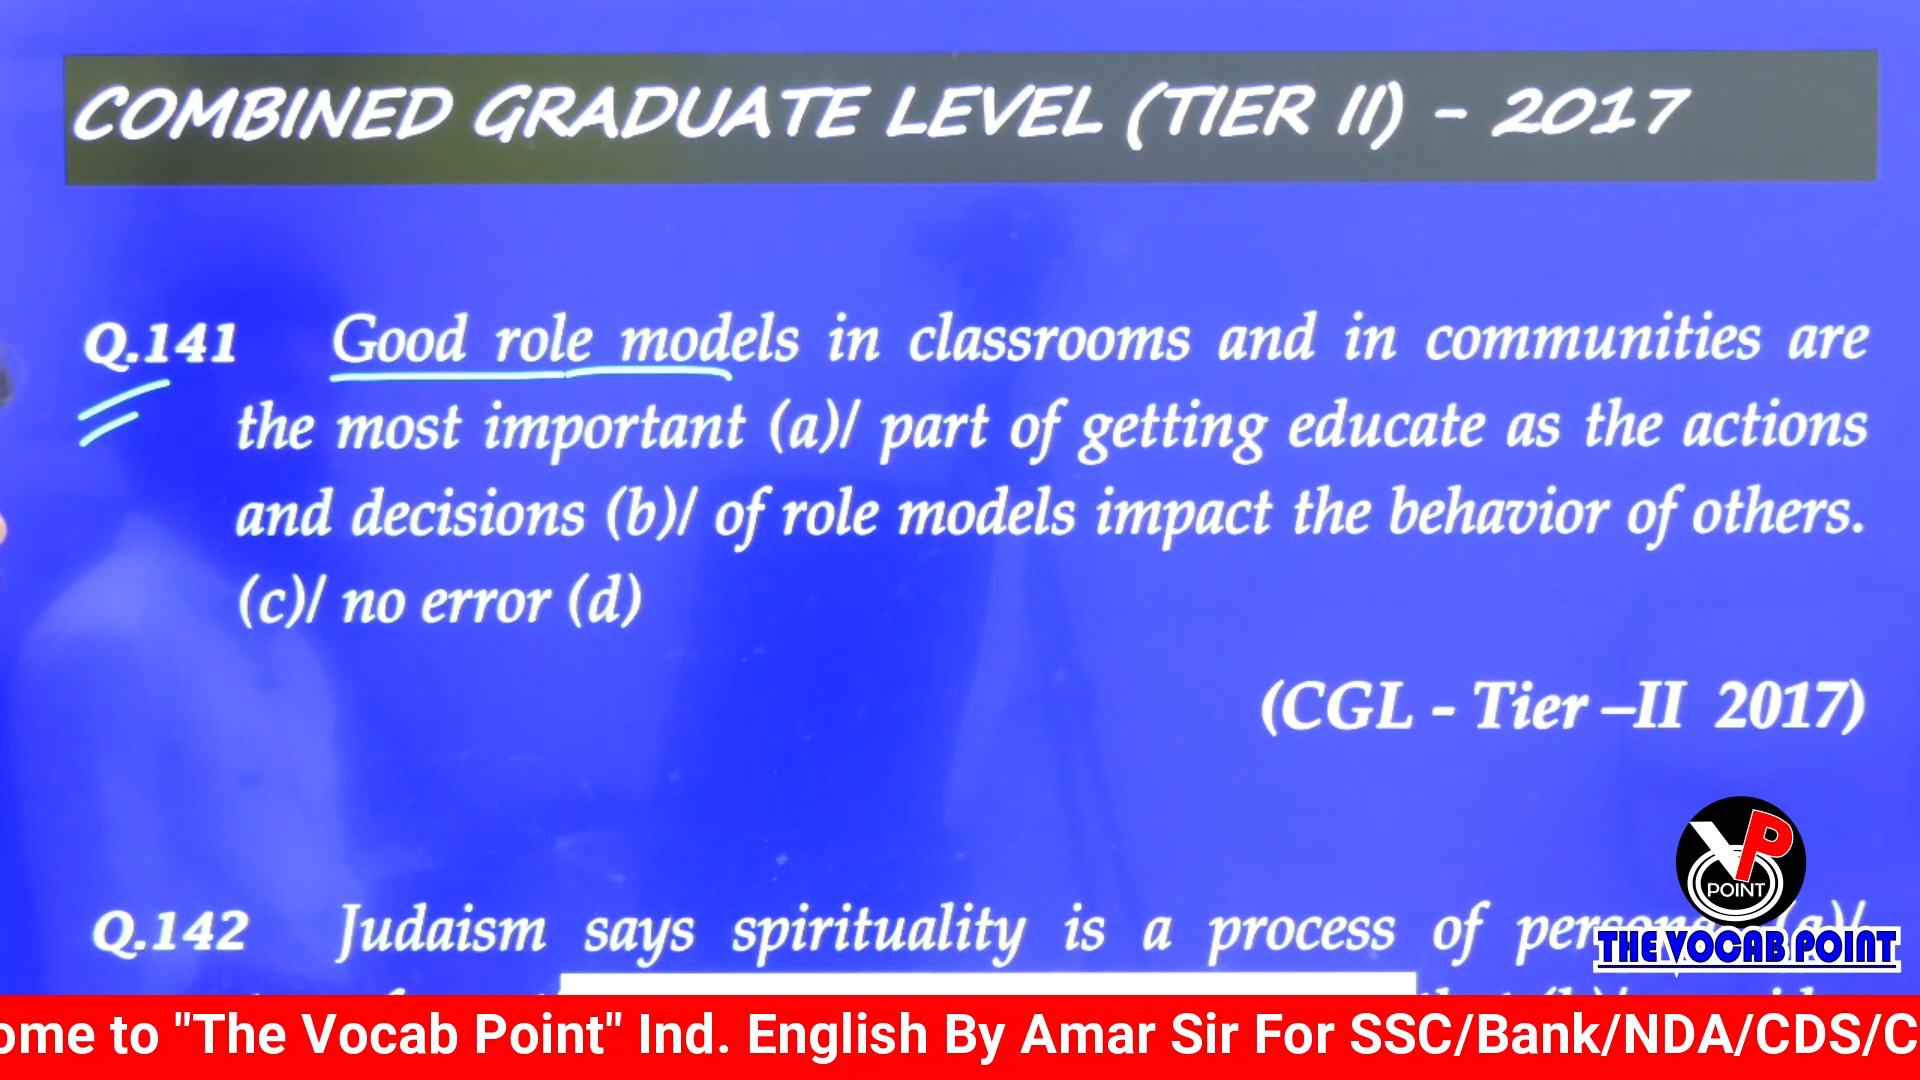 COMBINED GRADUATE LEVEL (TIER II) - 2017
Q.141 Good role models in classrooms and in communities are
the most important (a)/ part of getting educate as the actions
and decisions (b)/ of role models impact the behavior of others.
(c)/ no error (d)
(CGL - Tier –II 2017)
VP
POINT
Q.142 Judaism says spirituality is a process of (a)/
THE VOCAB POINT
ome to "The Vocab Point" Ind. English By Amar Sir For SSC/Bank/NDA/CDS/C